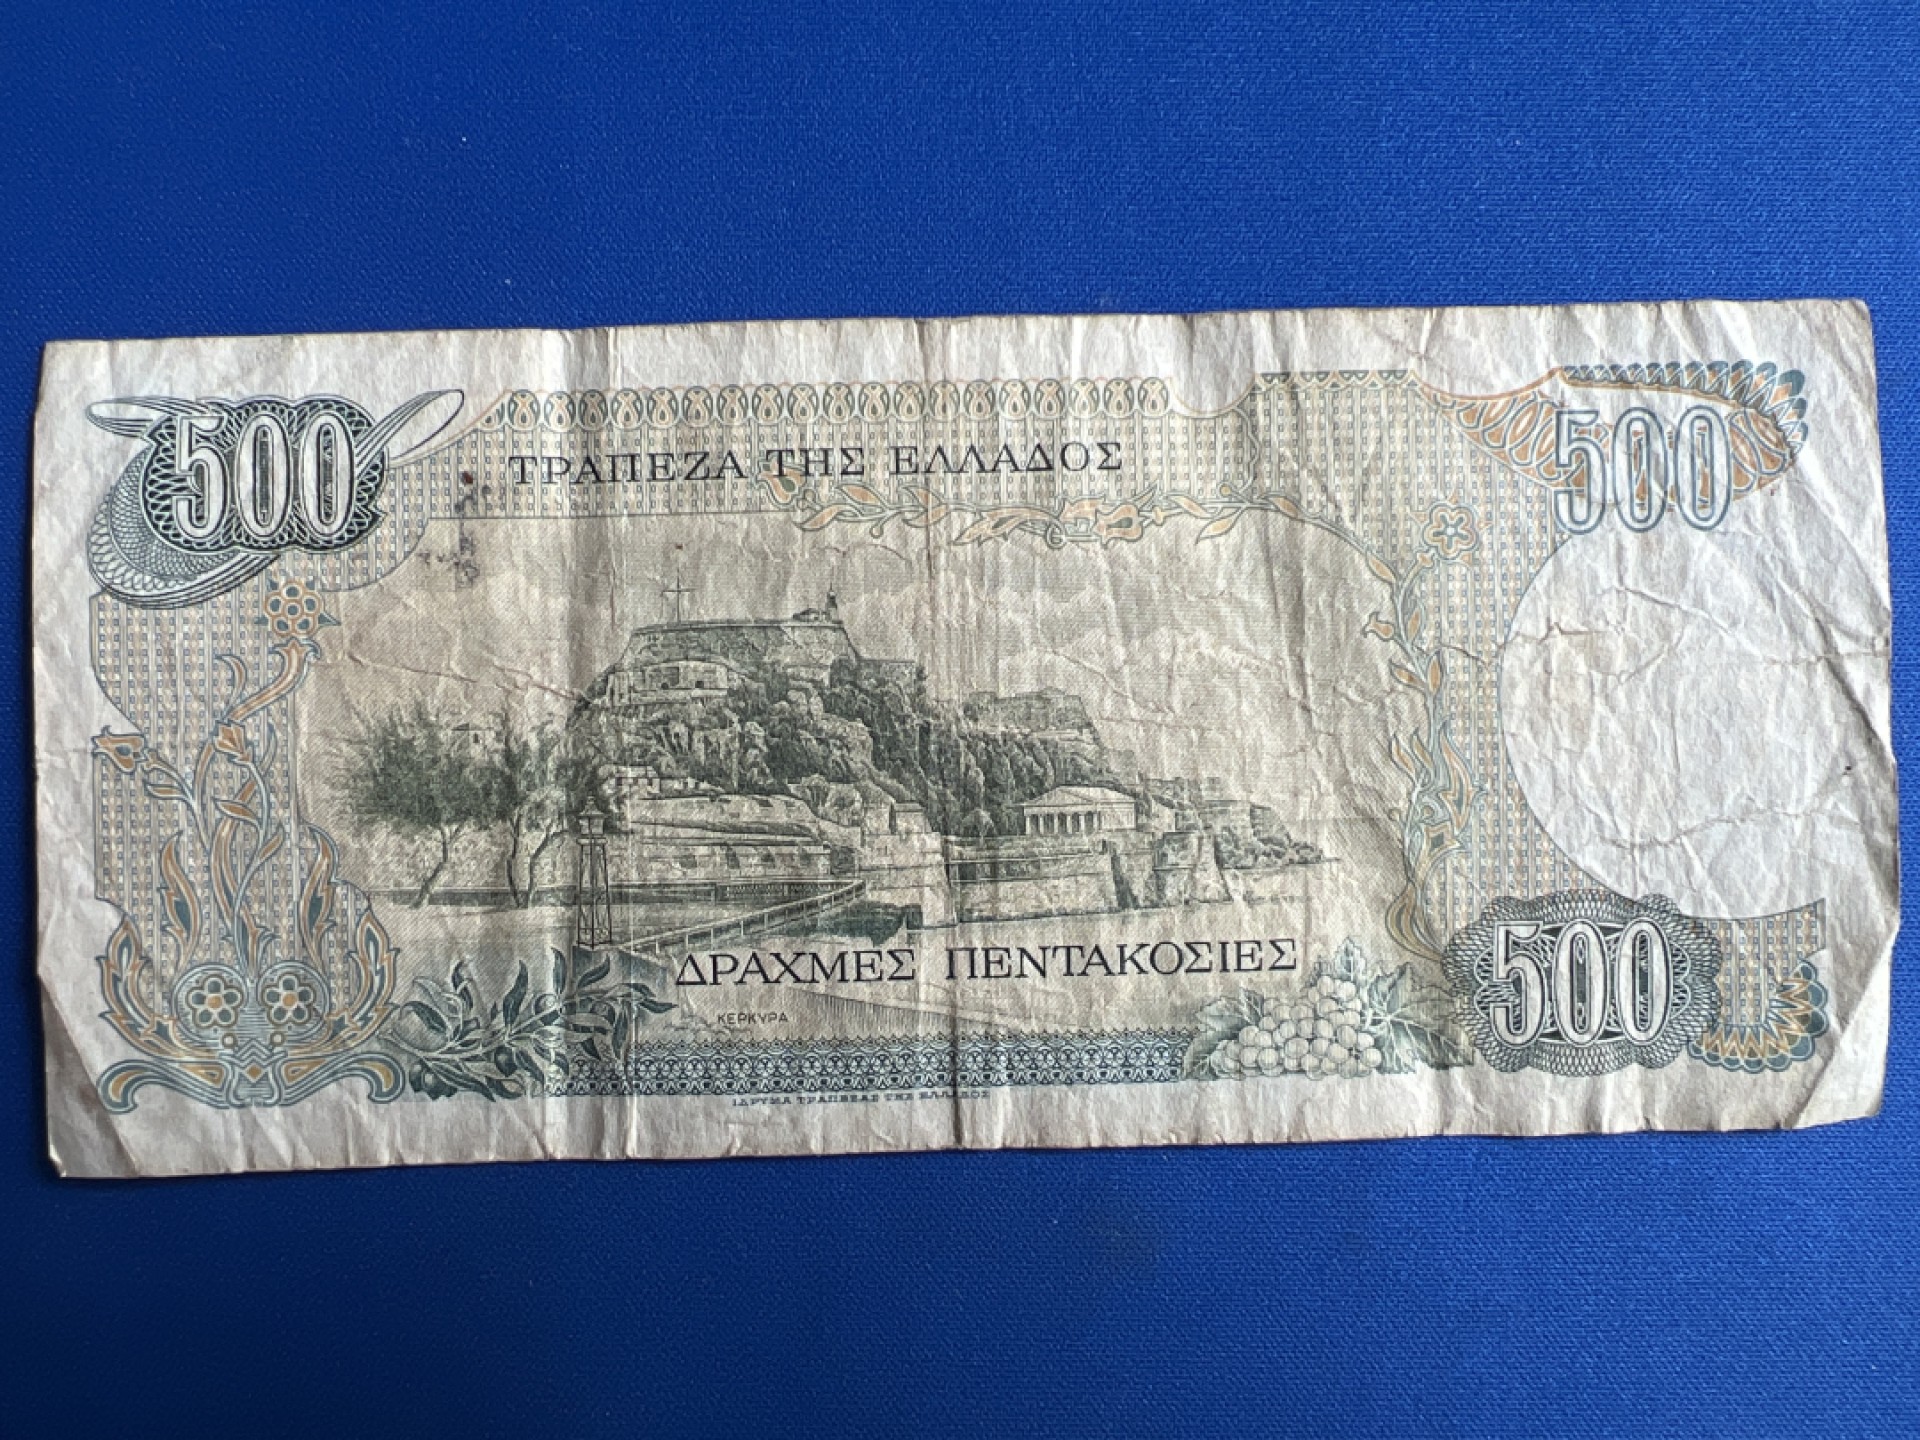 500
500
ΤΡΑΠΕΖΑ ΤΗΣ ΕΛΛΑΔΟΣ
ΔΡΑΧΜΕΣ ΠΕΝΤΑΚΟΣΙΕΣ
500
ΚΕΡΚΥΡΑ
ΙΔΡΥΜΑ ΤΡΑΠΕΖΑΣ ΤΗΣ ΕΛΛΑΔΟΣ